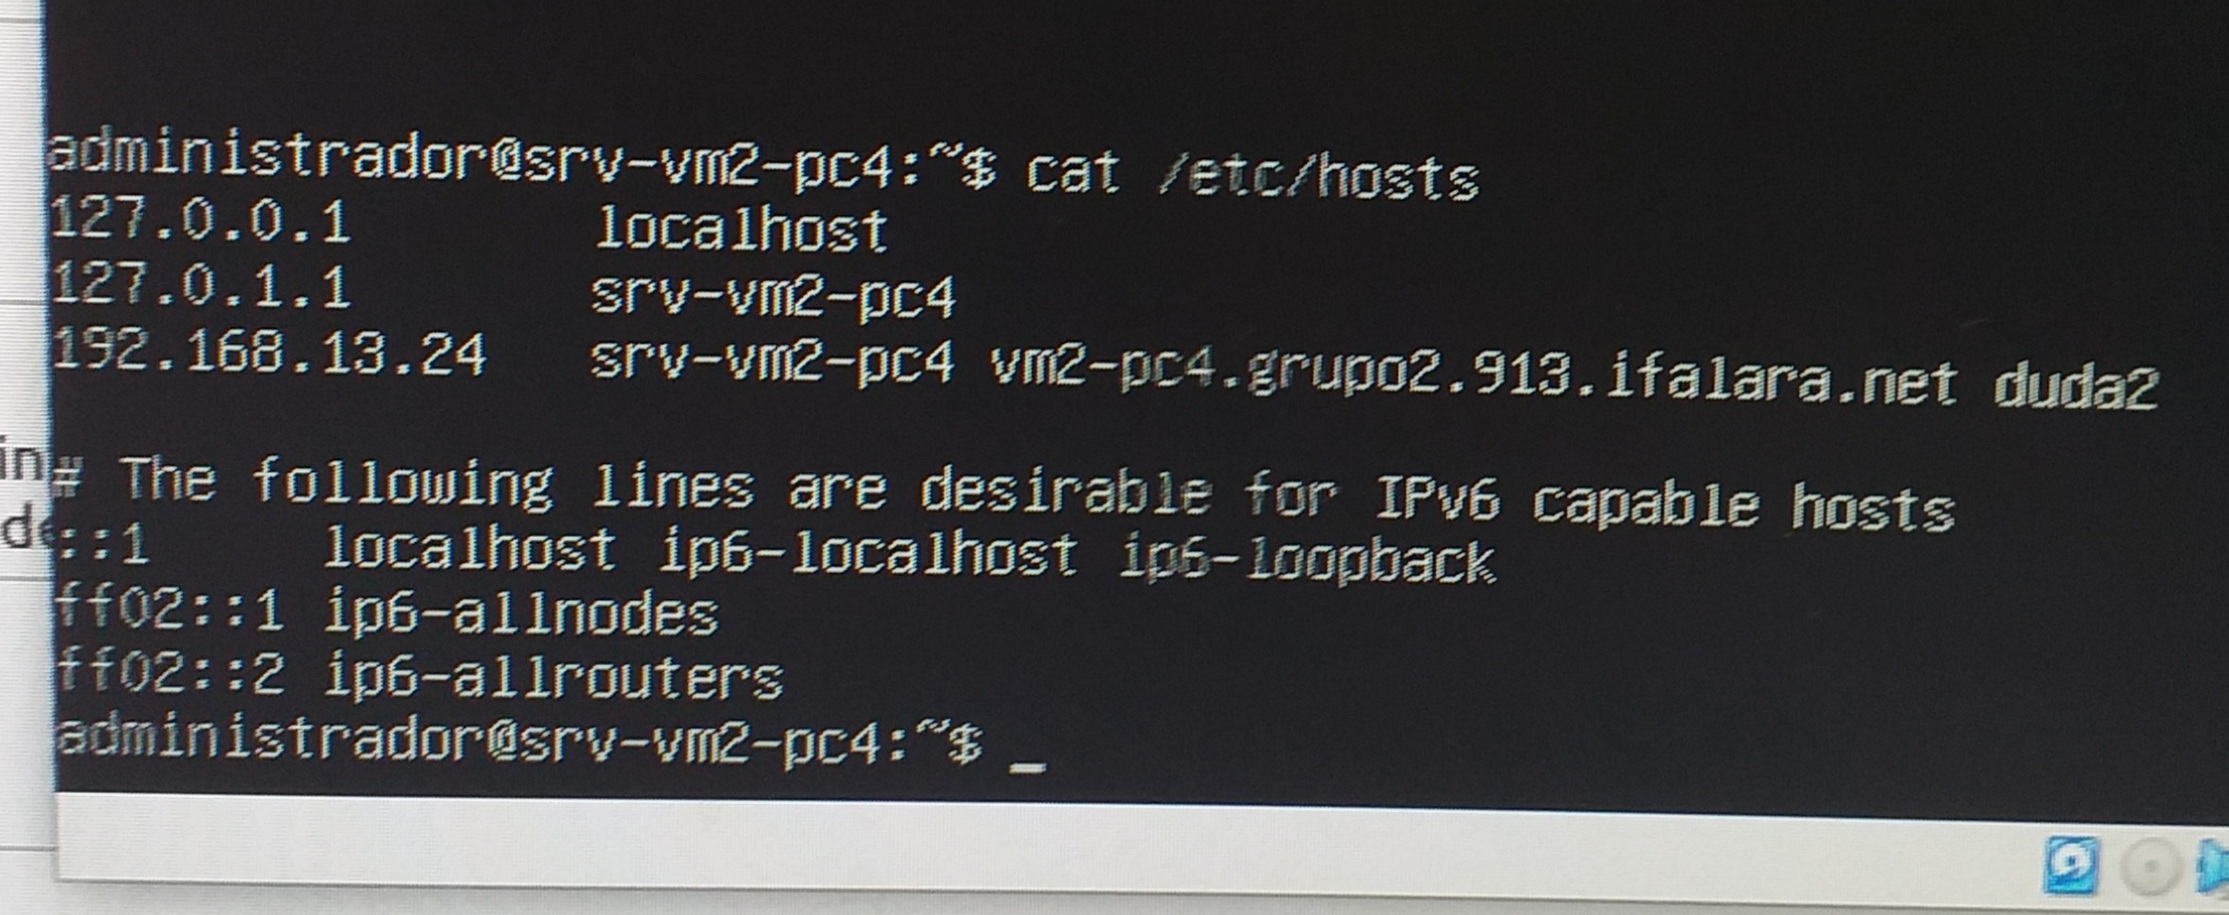 administrador@srv-vm2-pc4:~$ cat /etc/hosts
127.0.0.1       localhost
127.0.1.1       srv-vm2-pc4
192.168.13.24   srv-vm2-pc4 vm2-pc4.grupo2.913.ifalara.net duda2
# The following lines are desirable for IPv6 capable hosts
::1     localhost ip6-localhost ip6-loopback
ff02::1 ip6-allnodes
ff02::2 ip6-allrouters
administrador@srv-vm2-pc4:~$ _